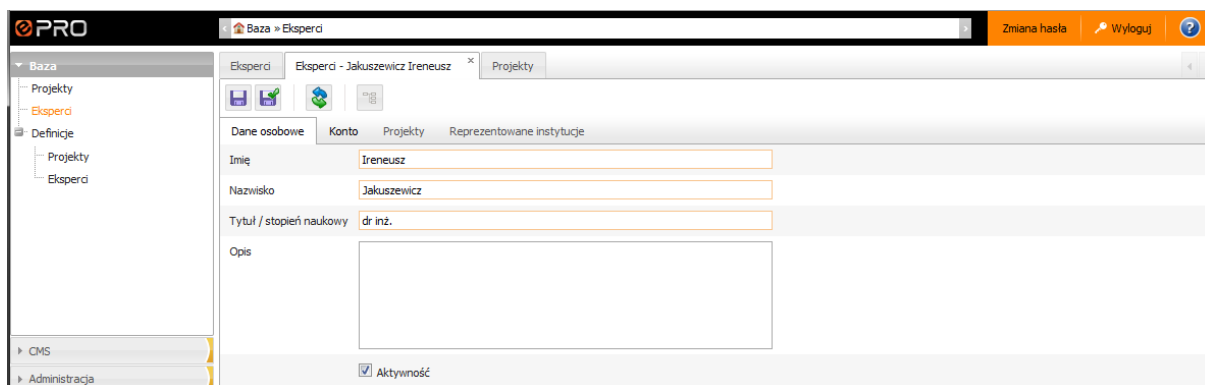 ePRO
Baza » Eksperci
Zmiana hasła
Wyloguj
?
Baza
Projekty
Eksperci
Definicje
Projekty
Eksperci
CMS
Administracja
Eksperci
Eksperci - Jakuszewicz Ireneusz
Projekty
Dane osobowe
Konto
Projekty
Reprezentowane instytucje
Imię
Ireneusz
Nazwisko
Jakuszewicz
Tytuł / stopień naukowy
dr inż.
Opis
Aktywność